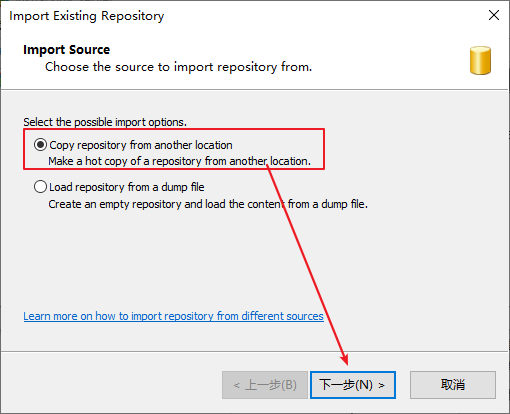 Import Existing Repository
Import Source
Choose the source to import repository from.
Select the possible import options.
Copy repository from another location
Make a hot copy of a repository from another location.
Load repository from a dump file
Create an empty repository and load the content from a dump file.
Learn more on how to import repository from different sources
< 上一步(B)
下一步(N) >
取消